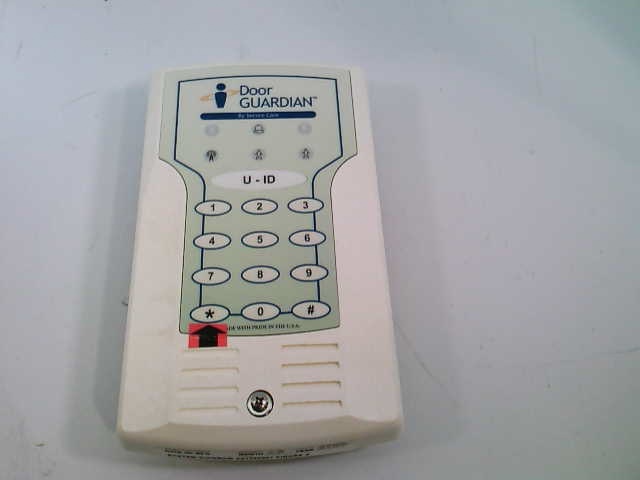 Door
GUARDIAN™
By Secure Care
U - ID
1 2 3
4 5 6
7 8 9
* 0 #
MADE WITH PRIDE IN THE U.S.A.